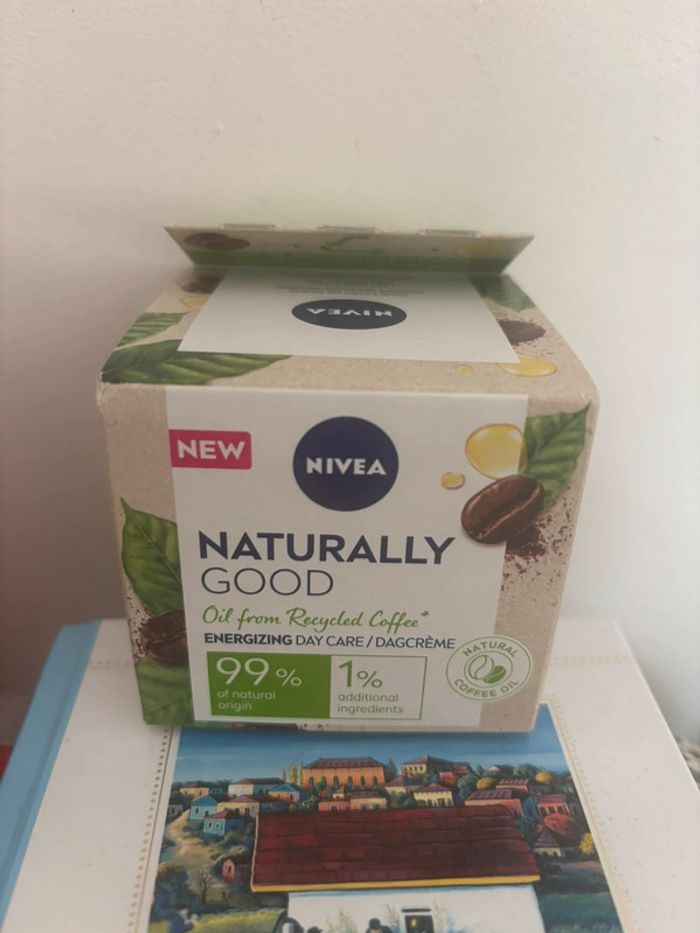 NIVEA
NEW
NIVEA
NATURALLY
GOOD
Oil from Recycled Coffee*
ENERGIZING DAY CARE / DAGCRÈME
99%
of natural
origin
1%
additional
ingredients
NATURAL
COFFEE OIL